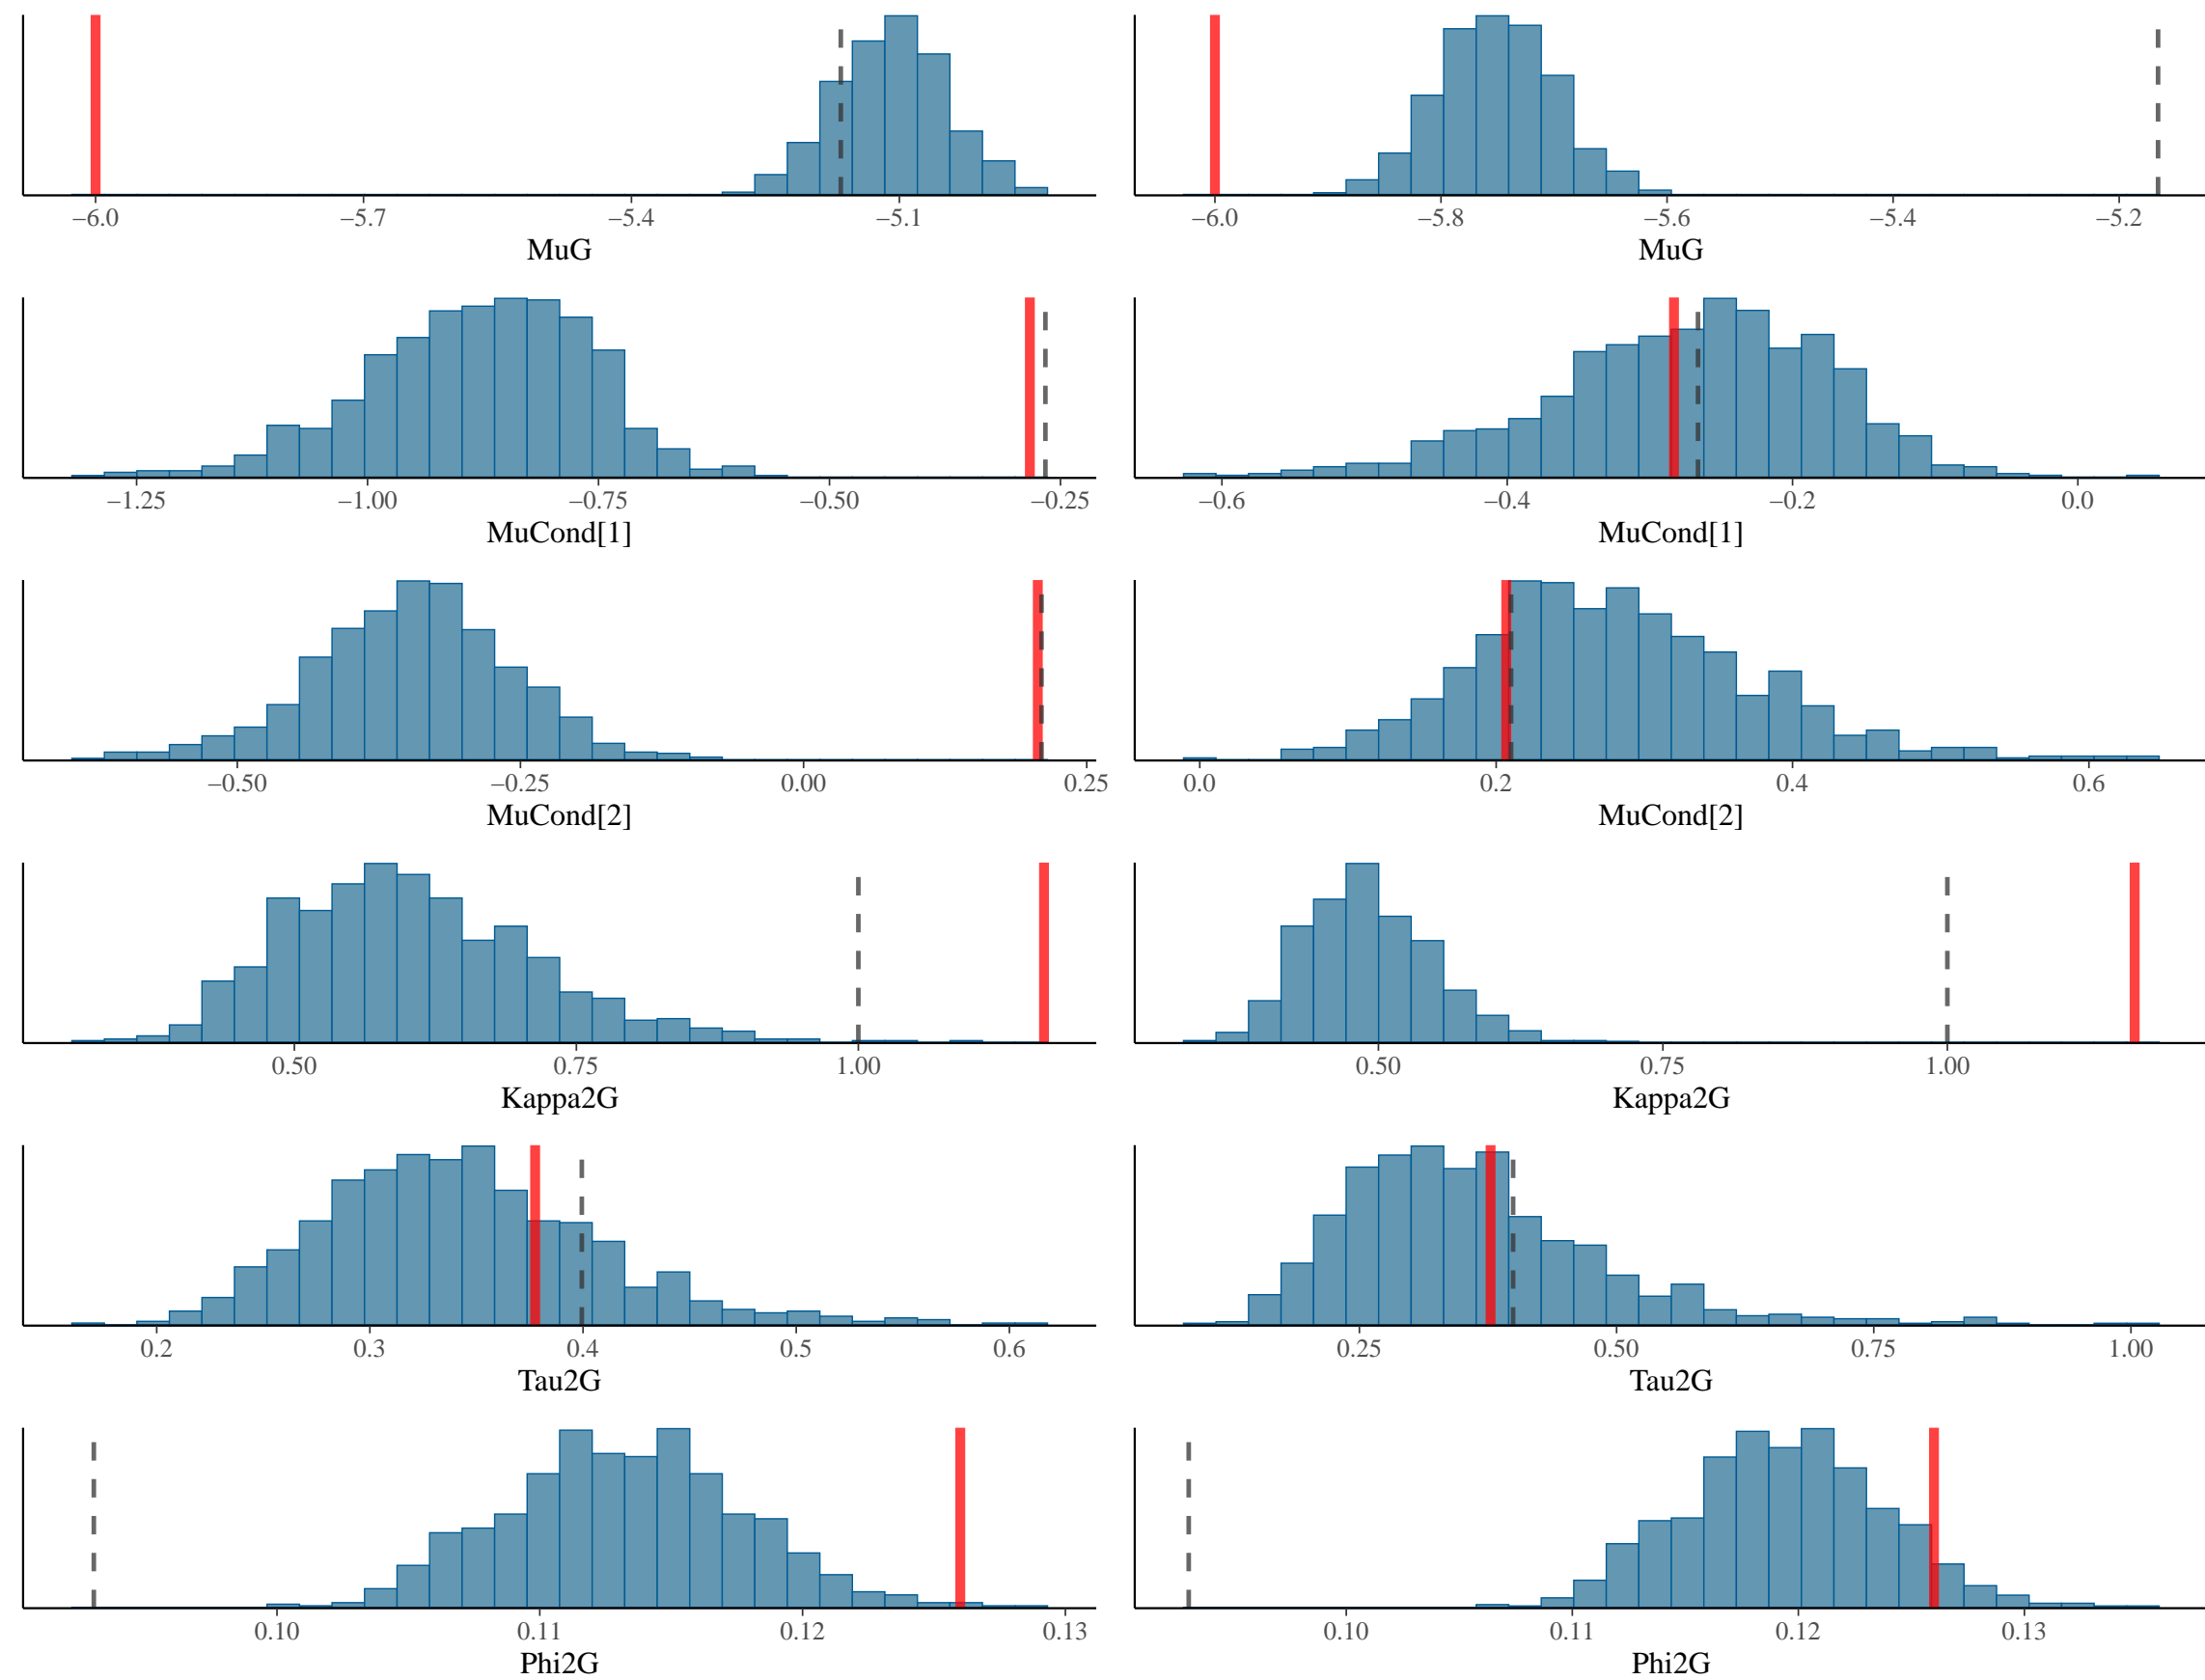 −6.0 −5.7 −5.4 −5.1
MuG
−6.0 −5.8 −5.6 −5.4 −5.2
MuG
−1.25 −1.00 −0.75 −0.50 −0.25
MuCond[1]
−0.6 −0.4 −0.2 0.0
MuCond[1]
−0.50 −0.25 0.00 0.25
MuCond[2]
0.0 0.2 0.4 0.6
MuCond[2]
0.50 0.75 1.00
Kappa2G
0.50 0.75 1.00
Kappa2G
0.2 0.3 0.4 0.5 0.6
Tau2G
0.25 0.50 0.75 1.00
Tau2G
0.10 0.11 0.12 0.13
Phi2G
0.10 0.11 0.12 0.13
Phi2G